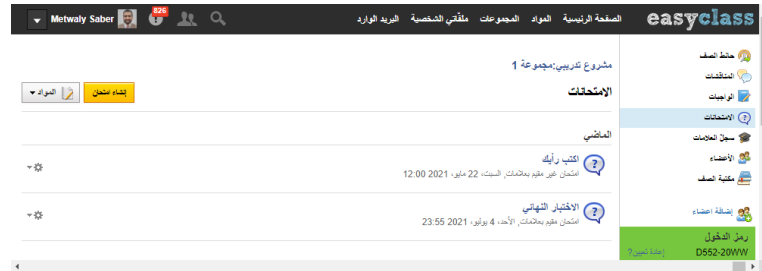 easyclass
الصفحة الرئيسية المواد المجموعات ملفّاتي الشخصية البريد الوارد
826
Metwaly Saber
حائط الصف
المناقشات
الواجبات
الامتحانات
سجلّ العلامات
الأعضاء
مكتبة الصف
إضافة اعضاء
رمز الدخول
D552-20WW
إعادة تعيين?
مشروع تدريبي:مجموعة 1
الامتحانات
إنشاء امتحان
المواد
الماضي
اكتب رأيك
امتحان غير مقيم بعلامات, السبت، 22 مايو، 2021 12:00
الاختبار النهائي
امتحان مقيم بعلامات, الأحد، 4 يوليو، 2021 23:55